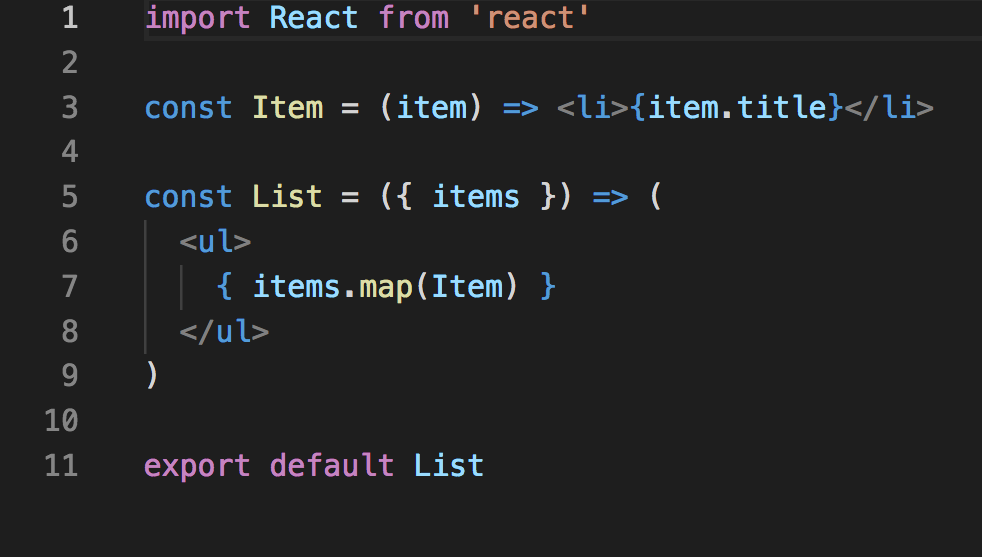 1 import React from 'react'
2
3 const Item = (item) => <li>{item.title}</li>
4
5 const List = ({ items }) => (
6   <ul>
7     { items.map(Item) }
8   </ul>
9 )
10
11 export default List